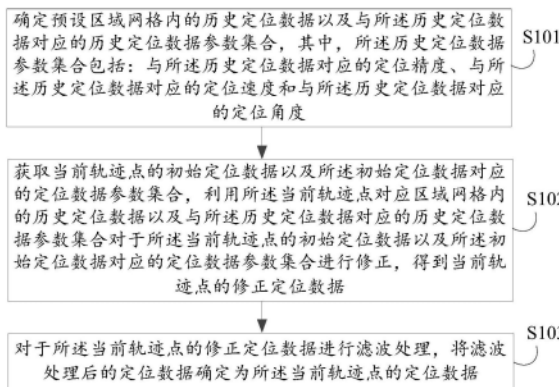 确定预设区域网格内的历史定位数据以及与所述历史定位
数据对应的历史定位数据参数集合，其中，所述历史定位数据
参数集合包括：与所述历史定位数据对应的定位精度、与所
述历史定位数据对应的定位速度和与所述历史定位数据对应
的定位角度
S101
获取当前轨迹点的初始定位数据以及所述初始定位数据对应
的定位数据参数集合，利用所述当前轨迹点对应区域网格内
的历史定位数据以及与所述历史定位数据对应的历史定位数
据参数集合对于所述当前轨迹点的初始定位数据以及所述初
始定位数据对应的定位数据参数集合进行修正，得到当前轨
迹点的修正定位数据
S102
对于所述当前轨迹点的修正定位数据进行滤波处理，将滤波
处理后的定位数据确定为所述当前轨迹点的定位数据
S103